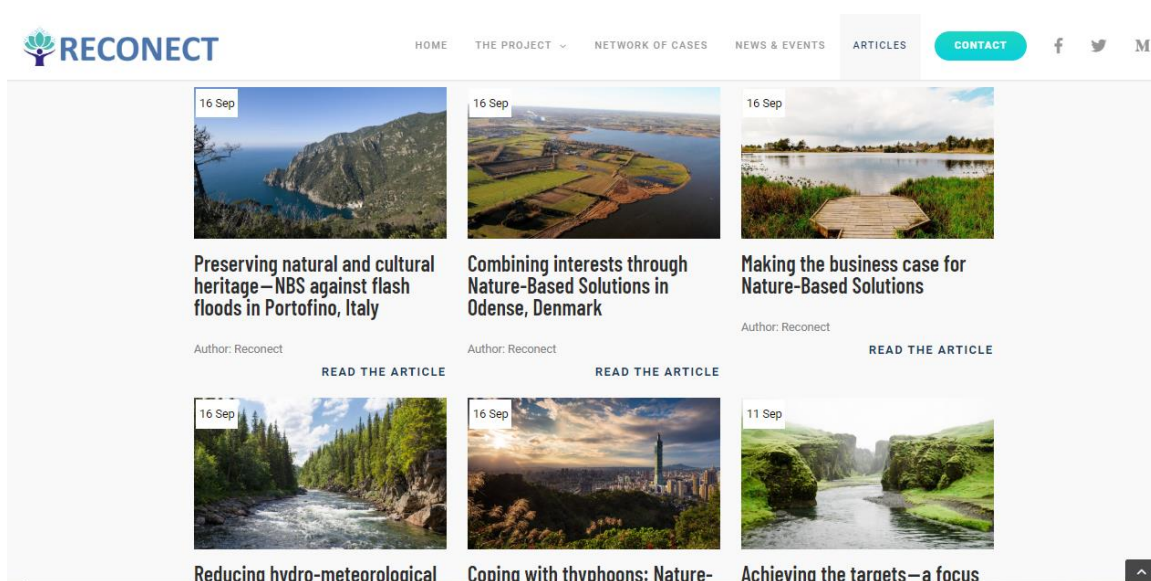 RECONECT
HOME
THE PROJECT
NETWORK OF CASES
NEWS & EVENTS
ARTICLES
CONTACT
f
M
16 Sep
16 Sep
16 Sep
Preserving natural and cultural
heritage—NBS against flash
floods in Portofino, Italy
Author: Reconect
READ THE ARTICLE
Combining interests through
Nature-Based Solutions in
Odense, Denmark
Author: Reconect
READ THE ARTICLE
Making the business case for
Nature-Based Solutions
Author: Reconect
READ THE ARTICLE
16 Sep
16 Sep
11 Sep
Reducing hydro-meteorological
Coping with thyphoons: Nature-
Achieving the targets—a focus